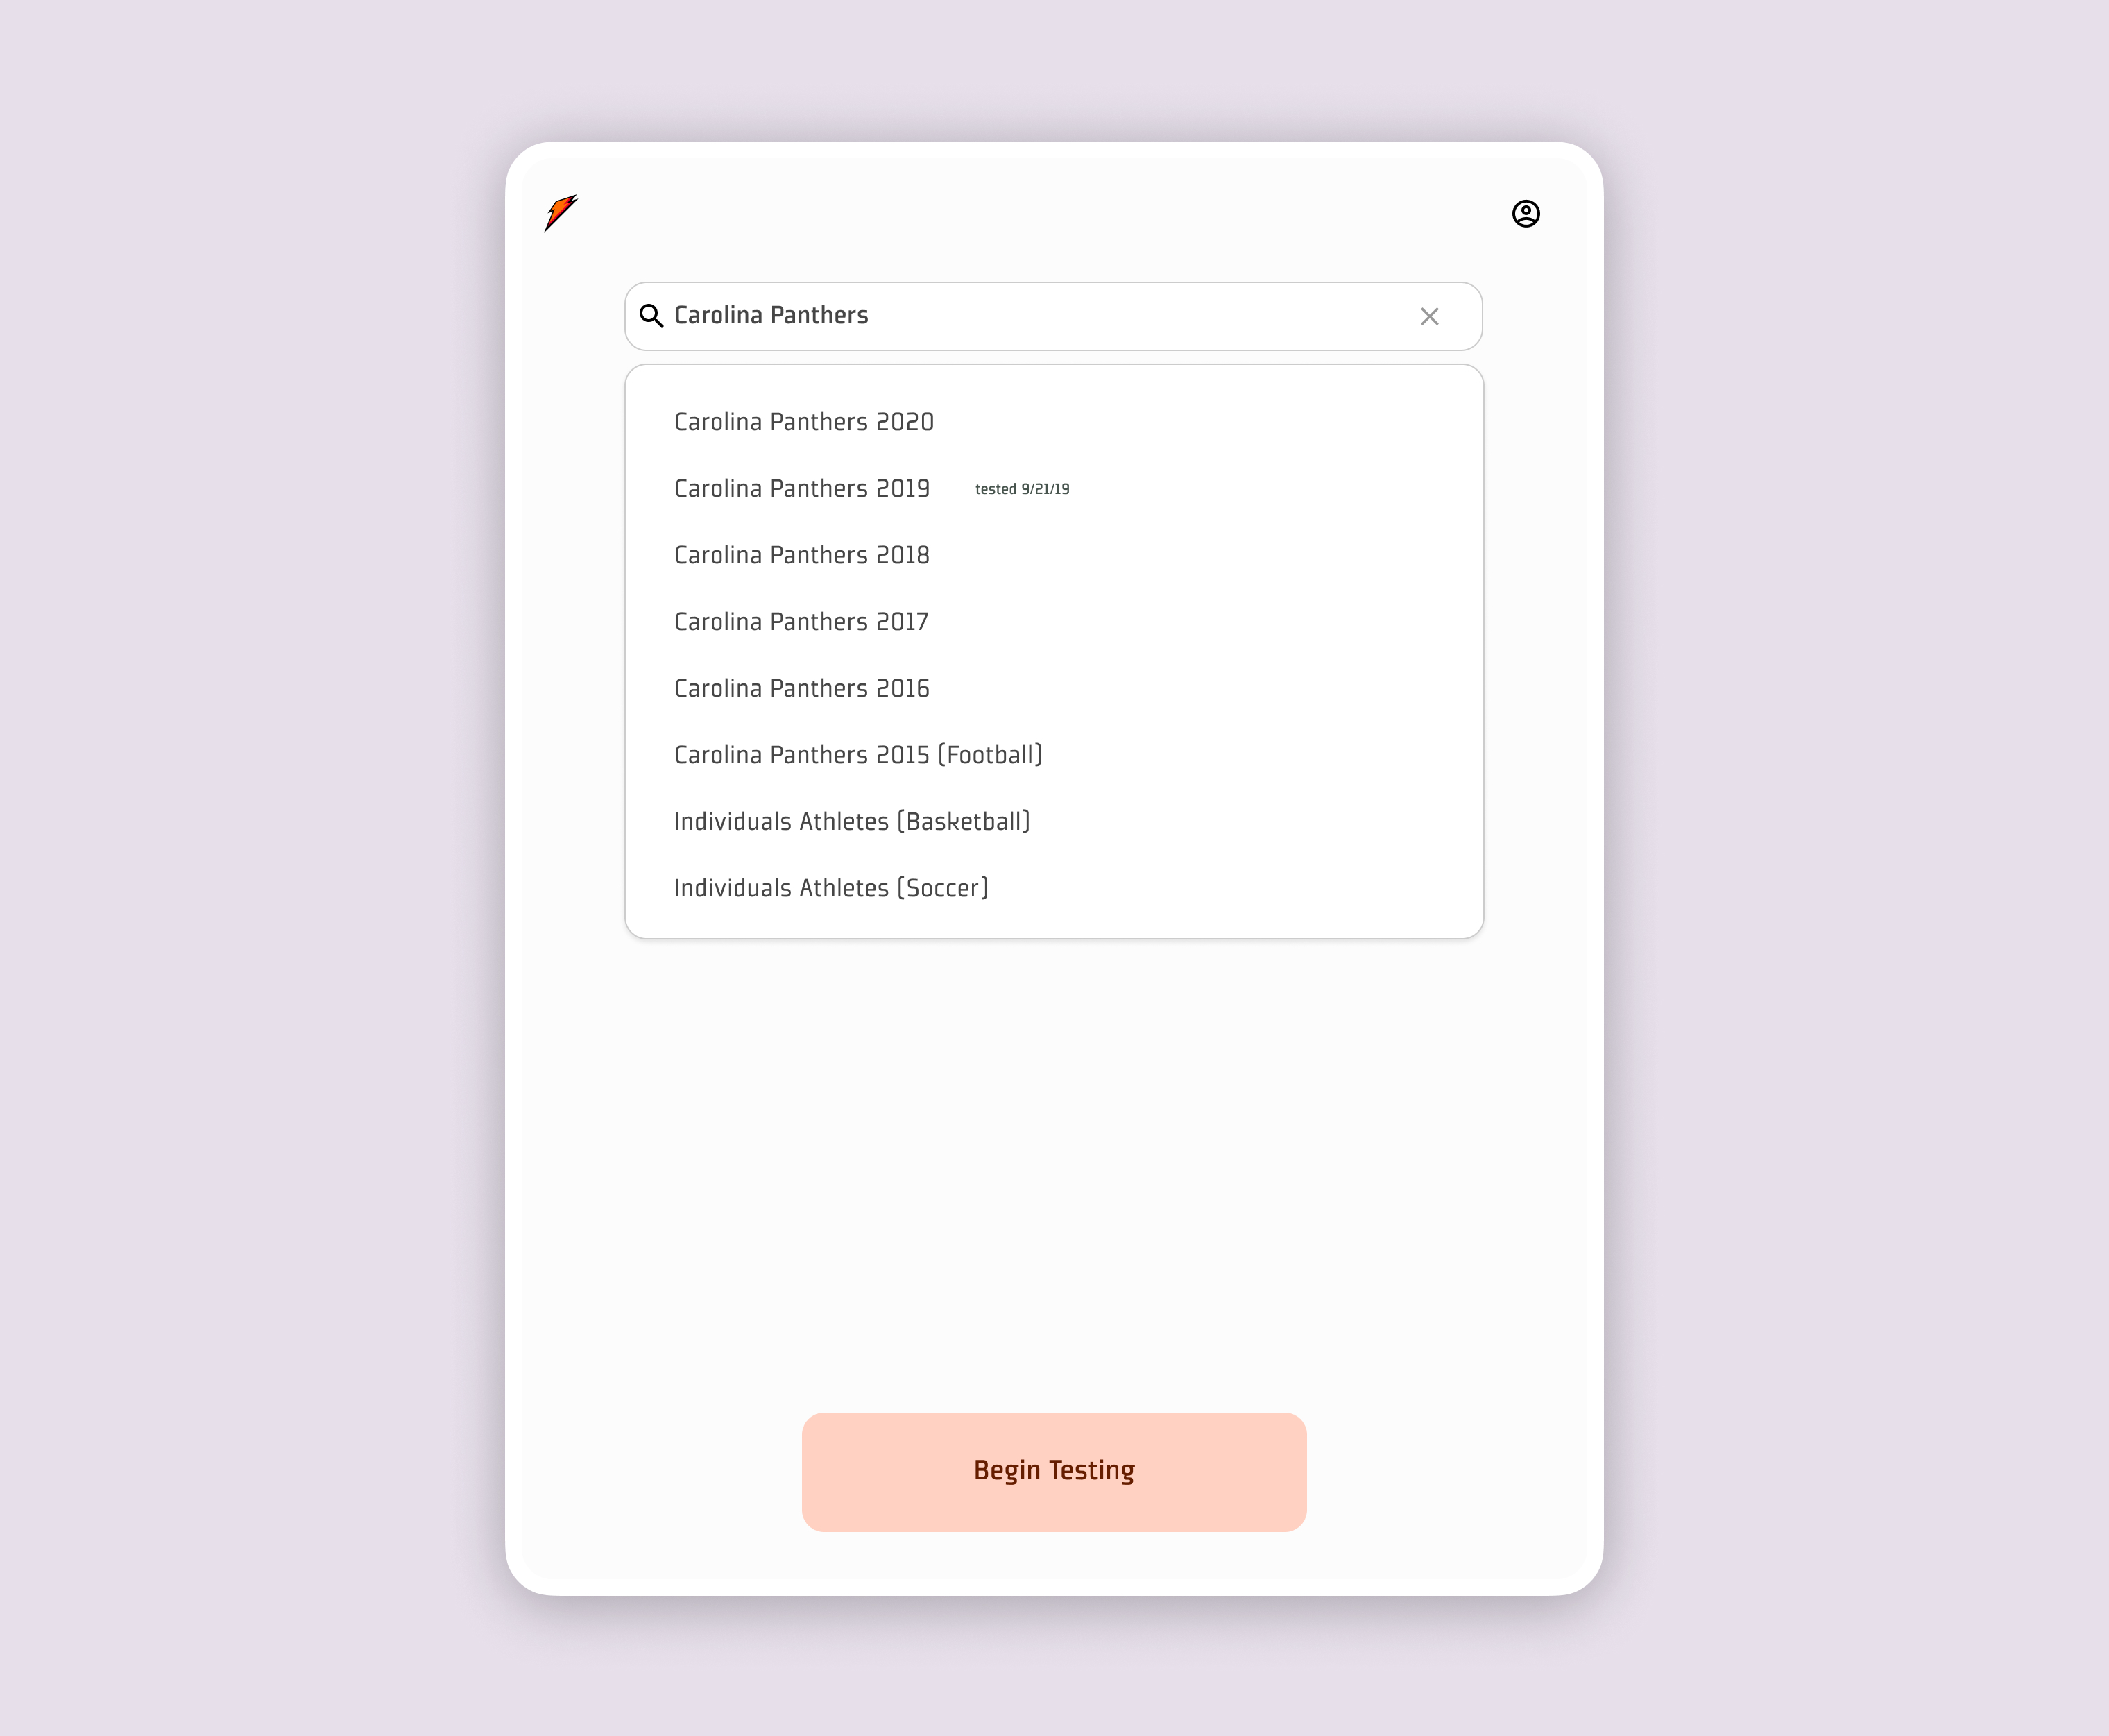 Carolina Panthers
Carolina Panthers 2020
Carolina Panthers 2019 tested 9/21/19
Carolina Panthers 2018
Carolina Panthers 2017
Carolina Panthers 2016
Carolina Panthers 2015 (Football)
Individuals Athletes (Basketball)
Individuals Athletes (Soccer)
Begin Testing